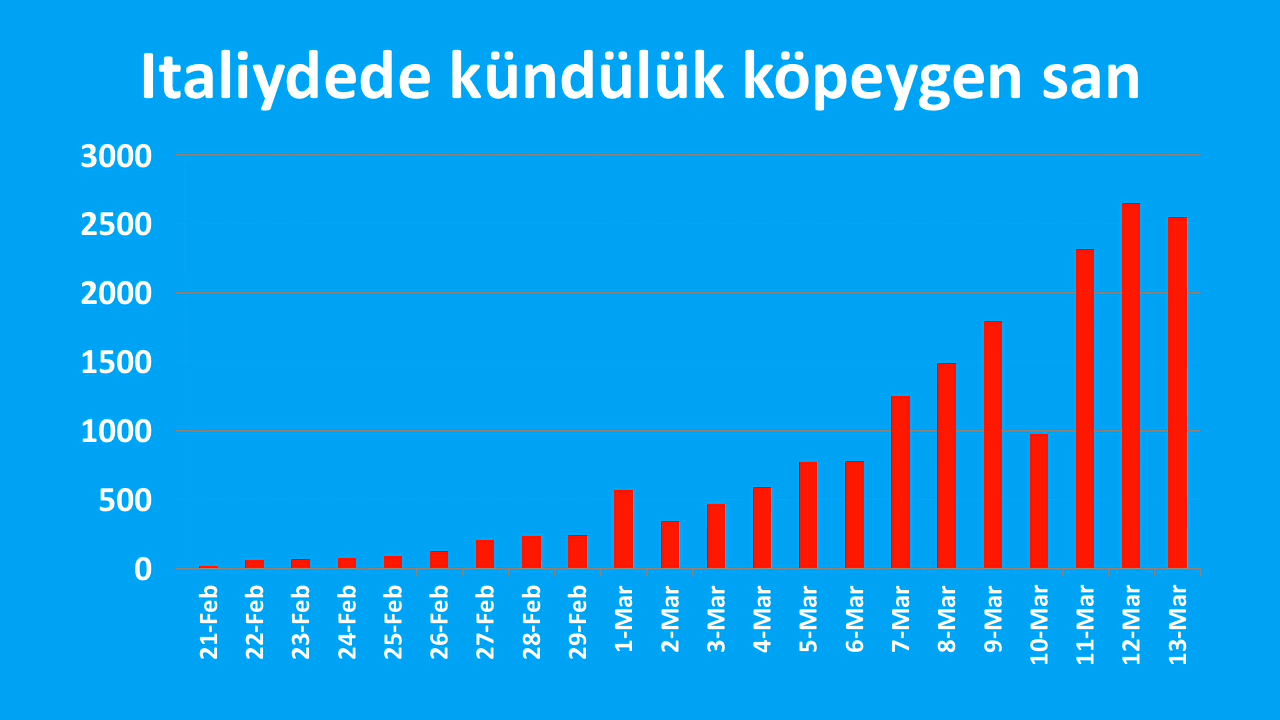 Italiydede kündülük köpeygen san
3000
2500
2000
1500
1000
500
0
21-Feb
22-Feb
23-Feb
24-Feb
25-Feb
26-Feb
27-Feb
28-Feb
29-Feb
1-Mar
2-Mar
3-Mar
4-Mar
5-Mar
6-Mar
7-Mar
8-Mar
9-Mar
10-Mar
11-Mar
12-Mar
13-Mar